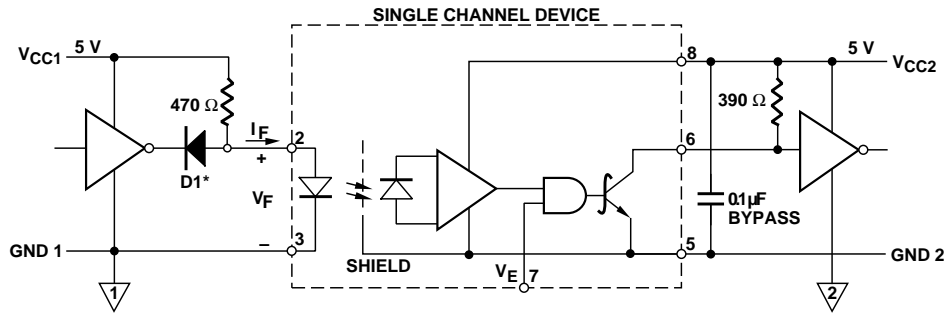 SINGLE CHANNEL DEVICE
VCC1
5 V
8
5 V
VCC2
470 Ω
390 Ω
IF
2
+
6
D1*
VF
0.1µF
BYPASS
GND 1
–
3
SHIELD
5
GND 2
VE
7
1
2